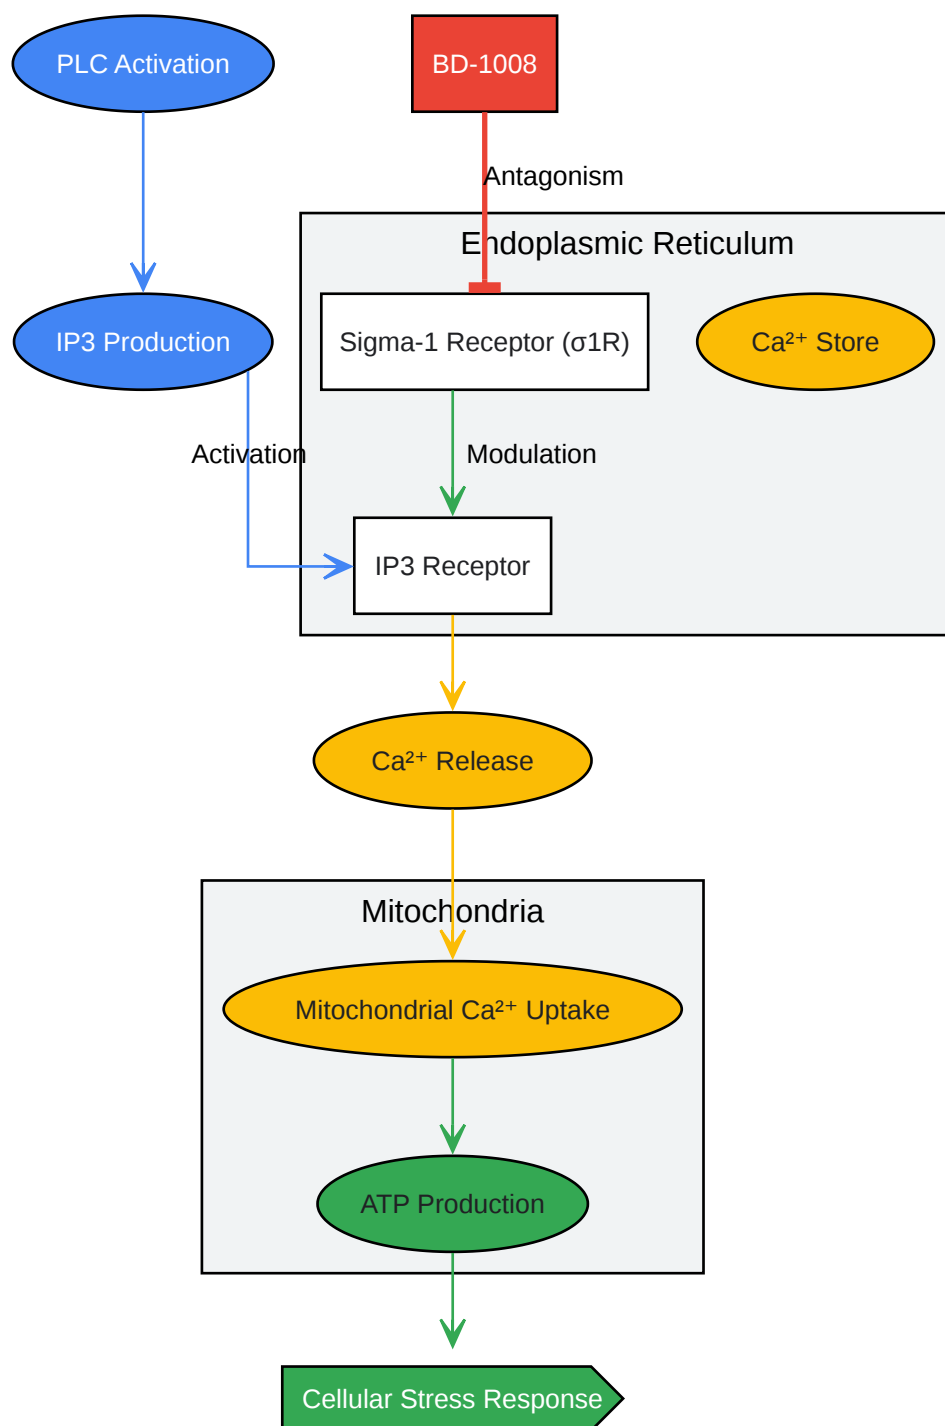 PLC Activation
BD-1008
Antagonism
Endoplasmic Reticulum
IP3 Production
Sigma-1 Receptor (σ1R)
Ca²⁺ Store
Activation
Modulation
IP3 Receptor
Ca²⁺ Release
Mitochondria
Mitochondrial Ca²⁺ Uptake
ATP Production
Cellular Stress Response